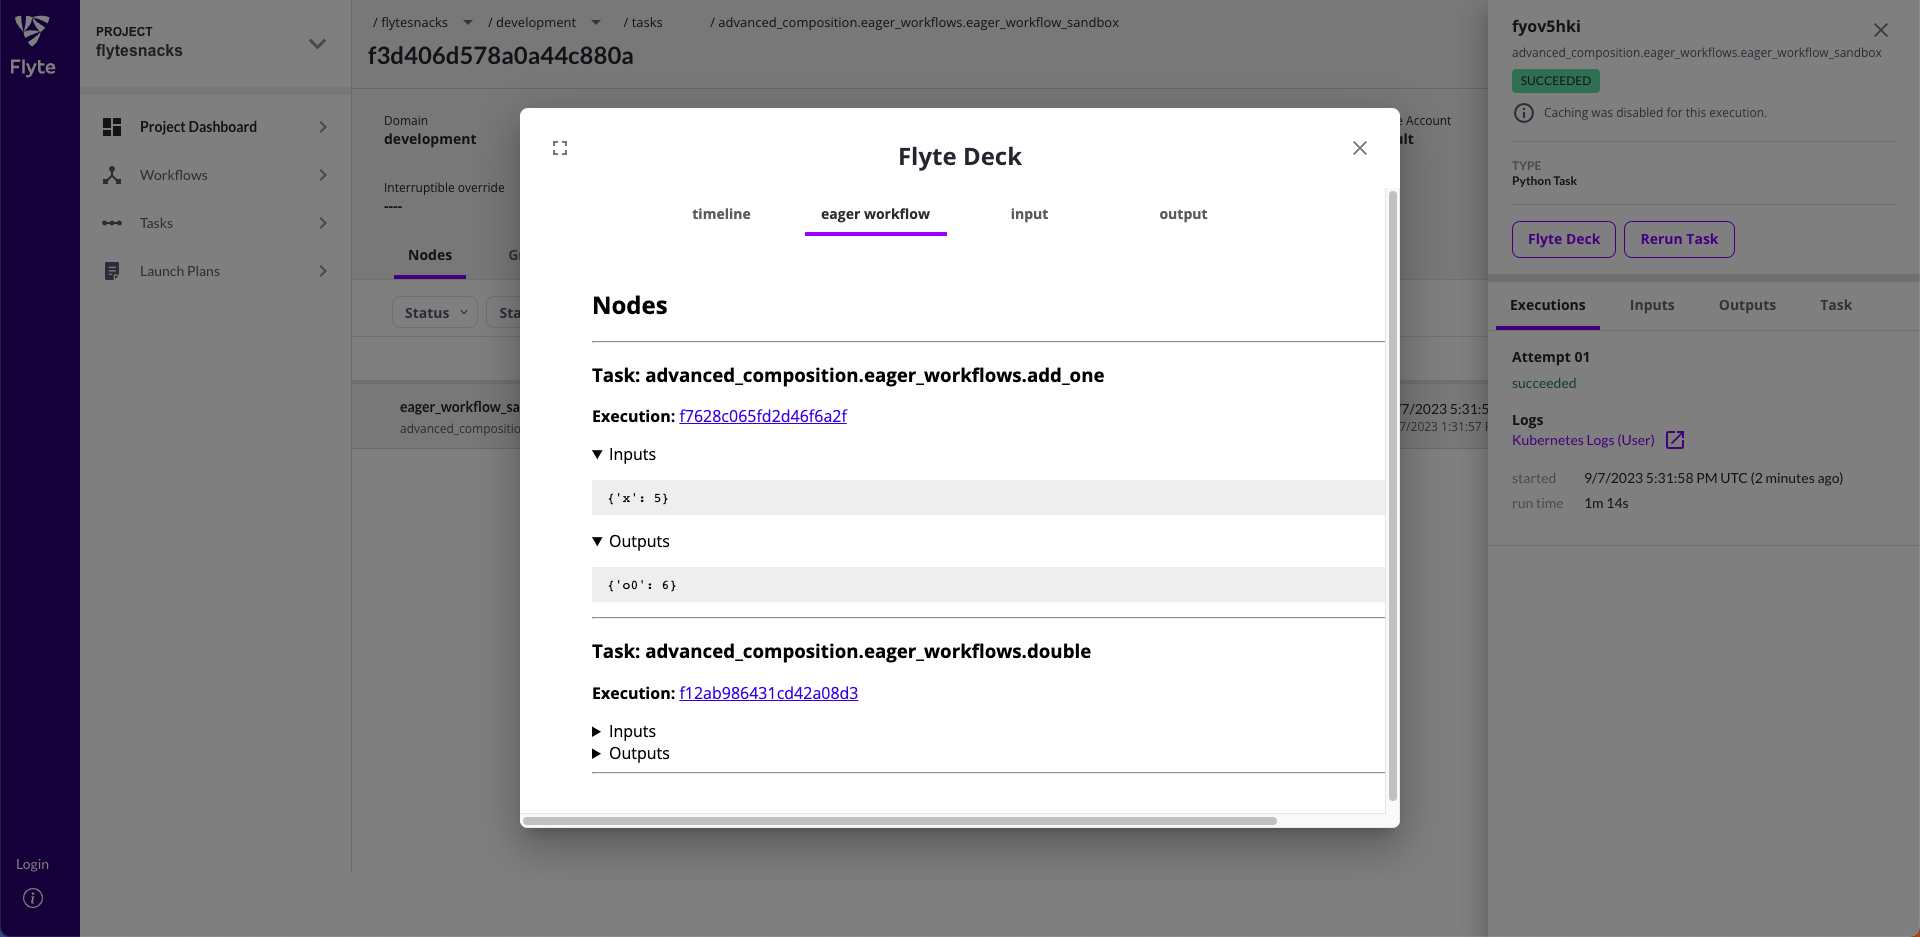 Flyte
PROJECT
flytesnacks
Project Dashboard
Workflows
Tasks
Launch Plans
Login
/ flytesnacks / development / tasks / advanced_composition.eager_workflows.eager_workflow_sandbox
f3d406d578a0a44c880a
Domain
development
Interruptible override
----
Nodes
Status
eager_workflow_sa
advanced_compositio
Flyte Deck
timeline eager workflow input output
Nodes
Task: advanced_composition.eager_workflows.add_one
Execution: f7628c065fd2d46f6a2f
Inputs
{'x': 5}
Outputs
{'o0': 6}
Task: advanced_composition.eager_workflows.double
Execution: f12ab986431cd42a08d3
Inputs
Outputs
Account
7/2023 5:31:5
7/2023 1:31:57
fyov5hki
advanced_composition.eager_workflows.eager_workflow_sandbox
SUCCEEDED
Caching was disabled for this execution.
TYPE
Python Task
Flyte Deck Rerun Task
Executions Inputs Outputs Task
Attempt 01
succeeded
Logs
Kubernetes Logs (User)
started 9/7/2023 5:31:58 PM UTC (2 minutes ago)
run time 1m 14s